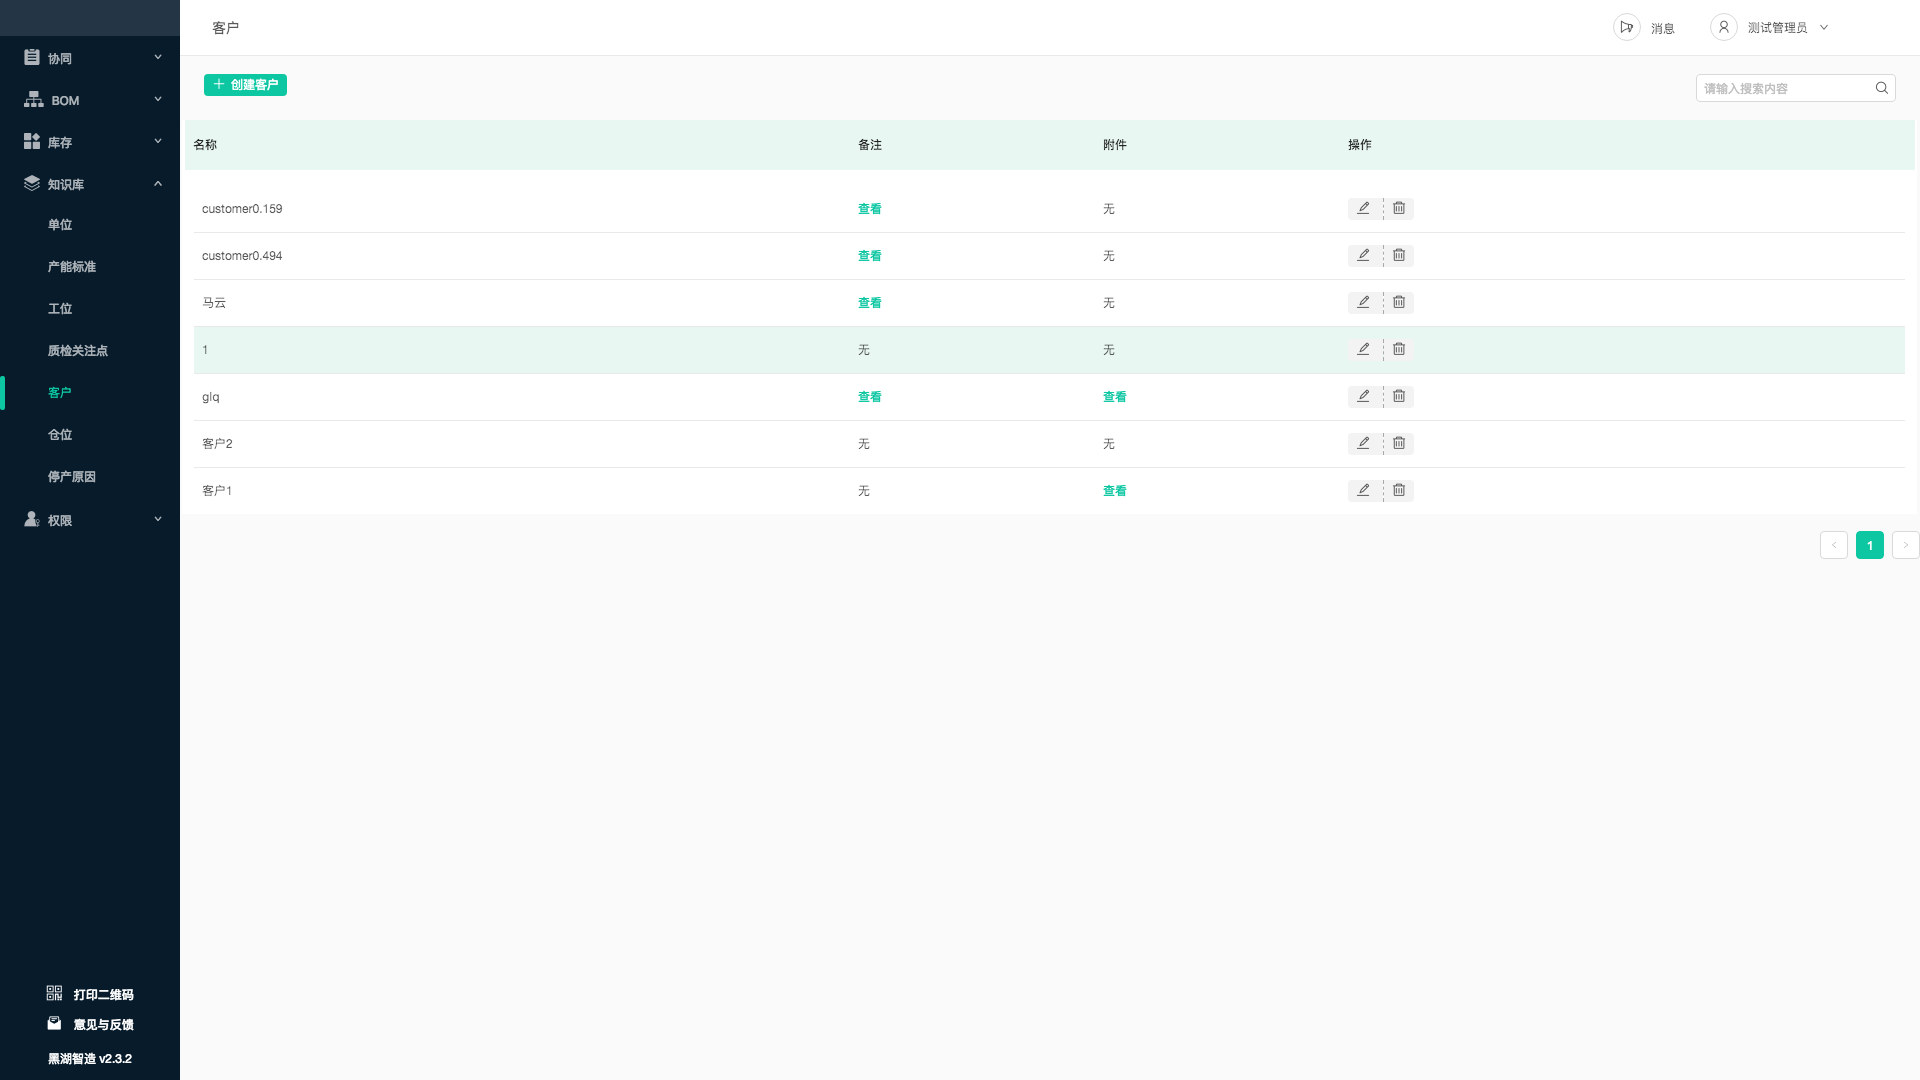 客户
消息
测试管理员
协同
BOM
库存
知识库
单位
产能标准
工位
质检关注点
客户
仓位
停产原因
权限
打印二维码
意见与反馈
黑湖智造 v2.3.2
创建客户
请输入搜索内容
名称 备注 附件 操作
customer0.159 查看 无
customer0.494 查看 无
马云 查看 无
1 无 无
glq 查看 查看
客户2 无 无
客户1 无 查看
1